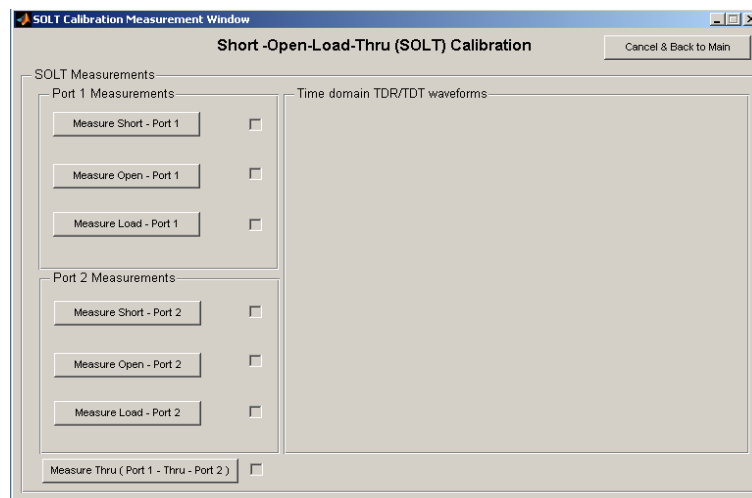 SOLT Calibration Measurement Window
Short -Open-Load-Thru (SOLT) Calibration
Cancel & Back to Main
SOLT Measurements
Port 1 Measurements
Time domain TDR/TDT waveforms
Measure Short - Port 1
Measure Open - Port 1
Measure Load - Port 1
Port 2 Measurements
Measure Short - Port 2
Measure Open - Port 2
Measure Load - Port 2
Measure Thru ( Port 1 - Thru - Port 2 )